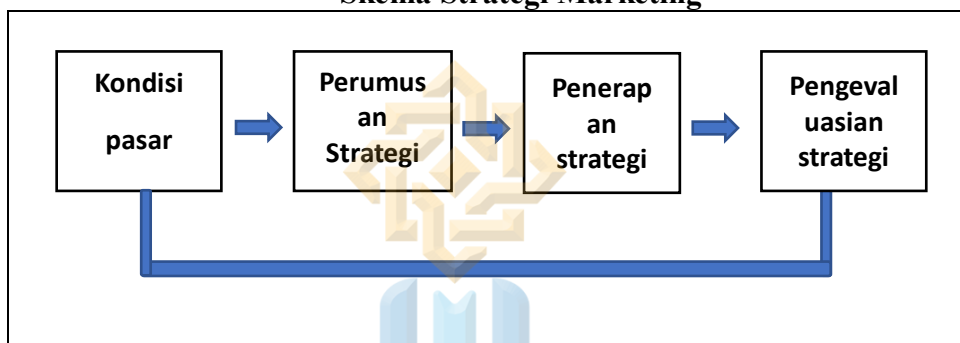 Skema Strategi Marketing
Kondisi
pasar
Perumus
an
Strategi
Penerap
an
strategi
Pengeval
uasian
strategi